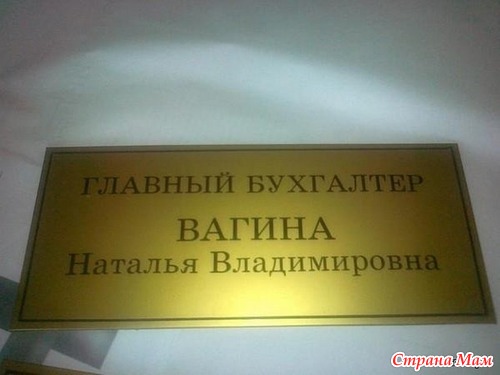 ГЛАВНЫЙ БУХГАЛТЕР
ВАГИНА
Наталья Владимировна
Страна Мам